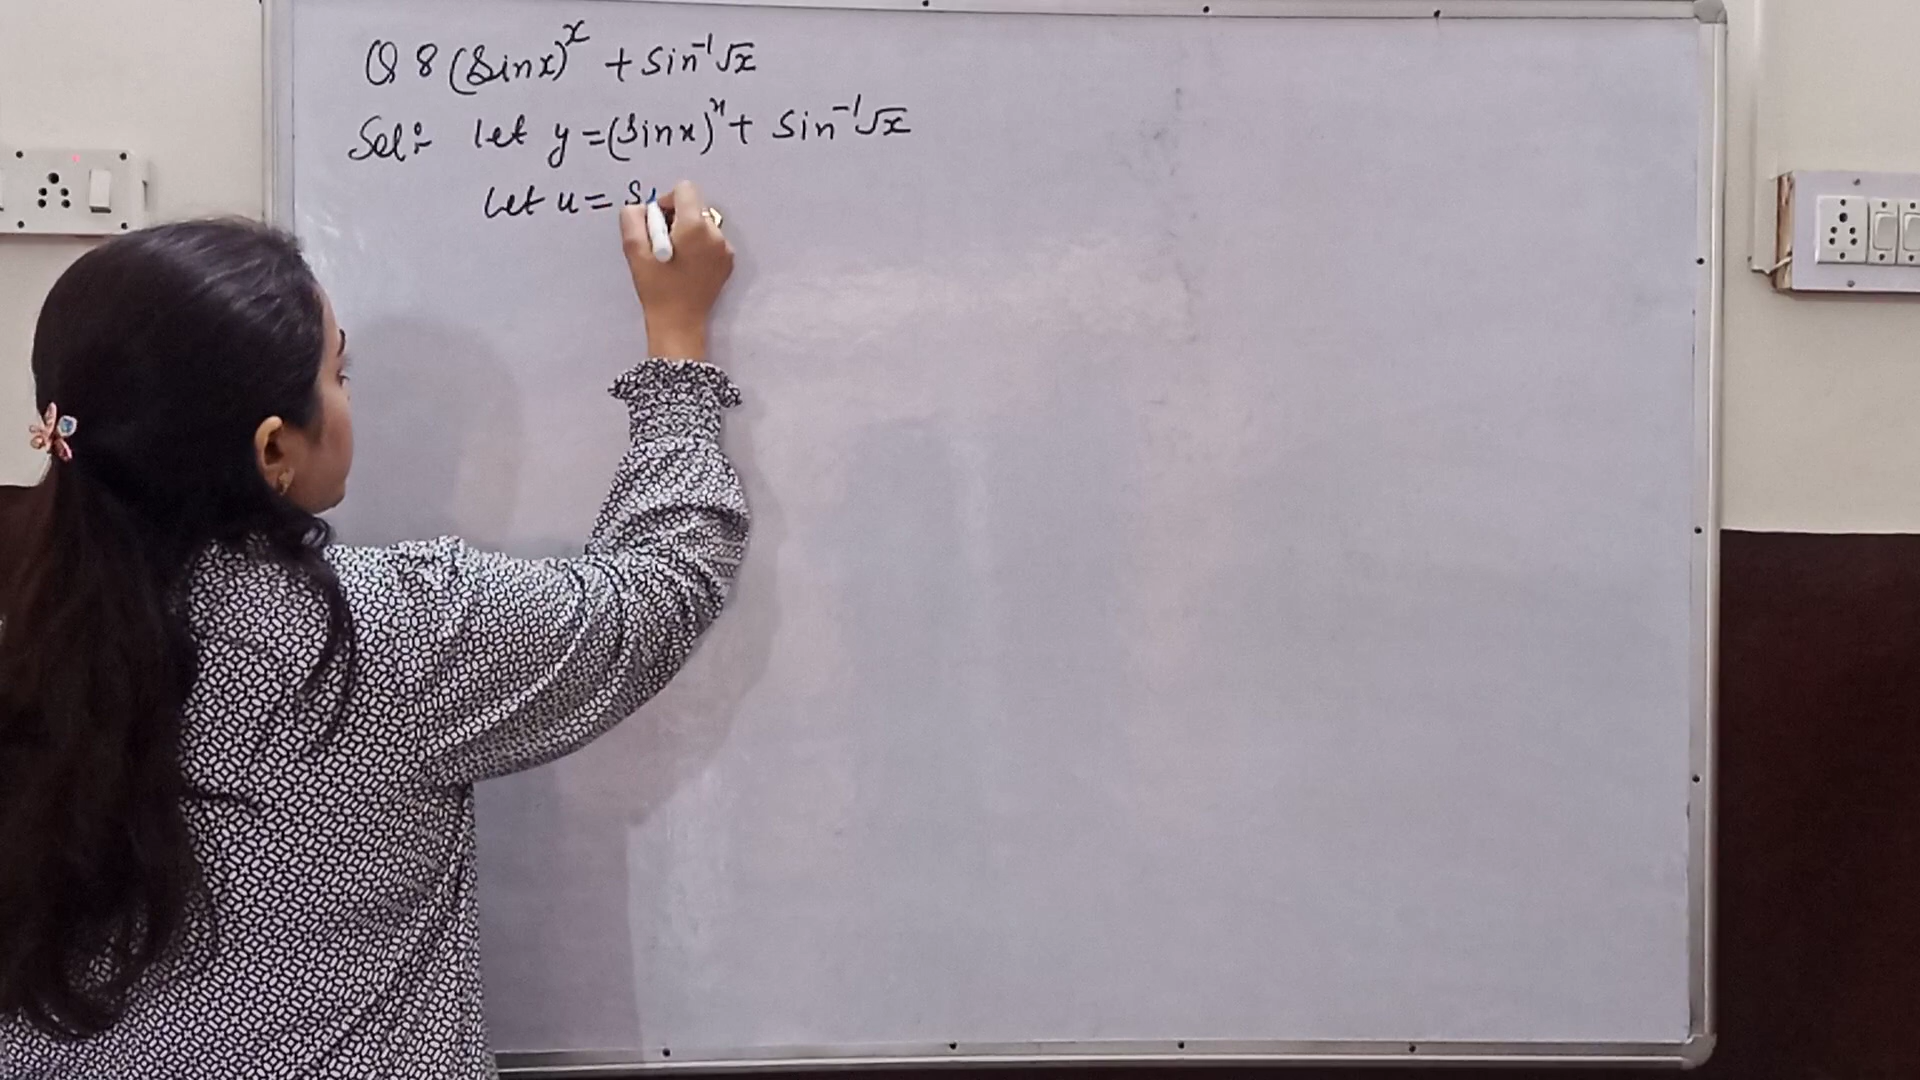 Q 8 (Sinx)^x + Sin^-1 √x
Sol:- let y = (Sinx)^x + Sin^-1 √x
Let u = S